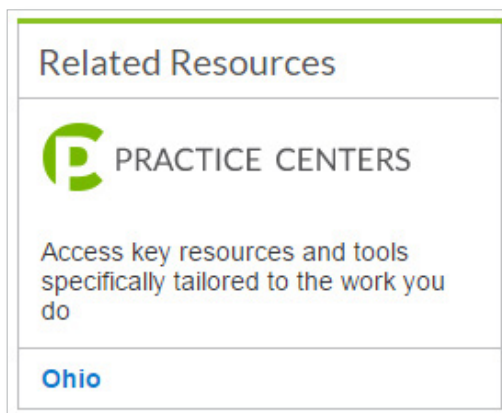 Related Resources
PRACTICE CENTERS
Access key resources and tools
specifically tailored to the work you
do
Ohio